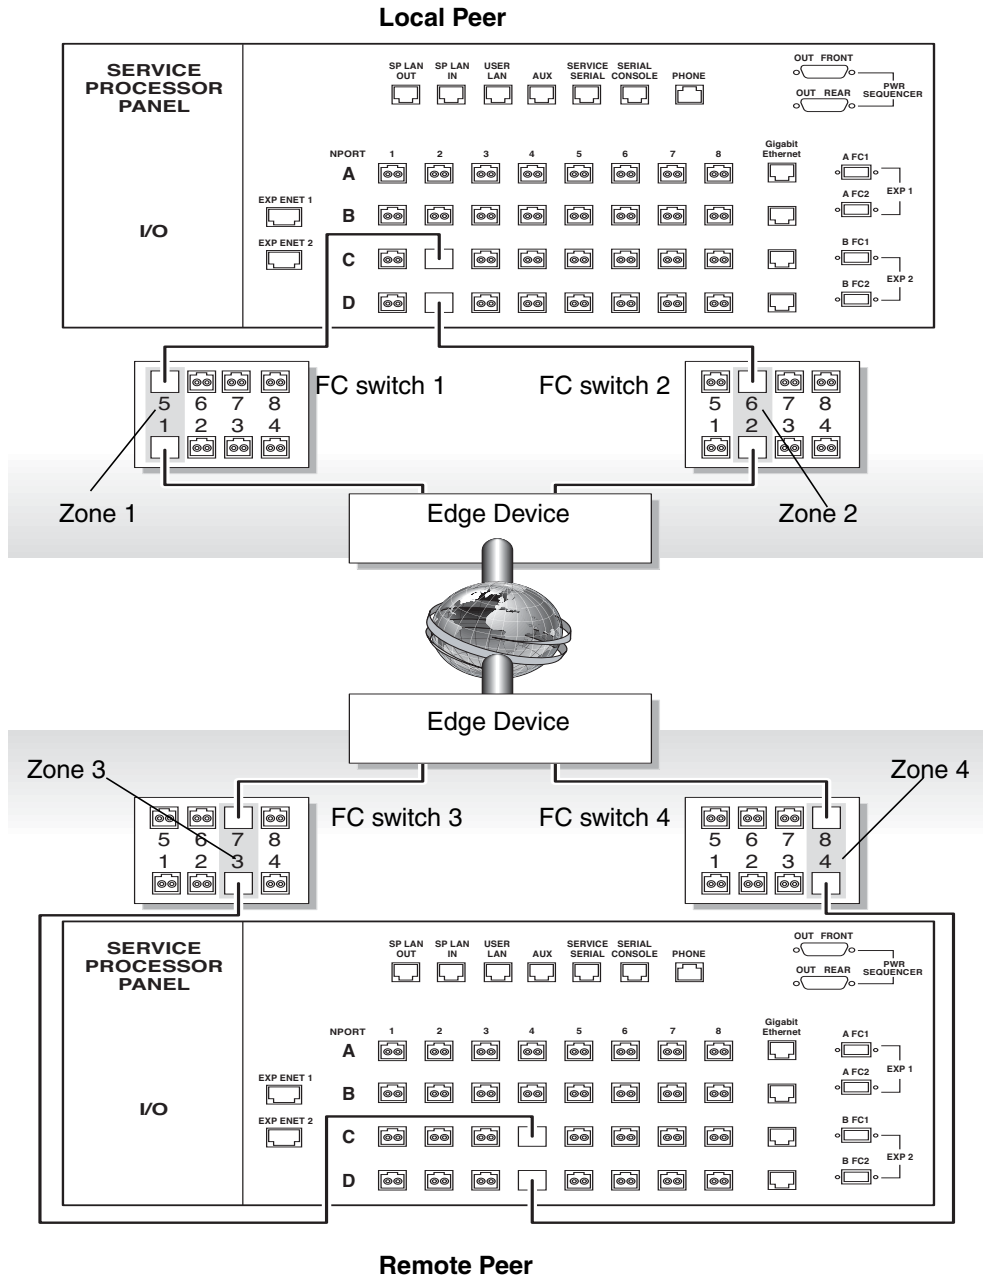 Local Peer
SERVICE
PROCESSOR
PANEL
I/O
SP LAN
OUT
SP LAN
IN
USER
LAN
AUX
SERVICE
SERIAL
SERIAL
CONSOLE
PHONE
OUT FRONT
OUT REAR
PWR
SEQUENCER
NPORT 1 2 3 4 5 6 7 8
Gigabit
Ethernet
A
B
C
D
EXP ENET 1
EXP ENET 2
A FC1
A FC2
EXP 1
B FC1
B FC2
EXP 2
FC switch 1
5 6 7 8
1 2 3 4
FC switch 2
5 6 7 8
1 2 3 4
Zone 1
Edge Device
Zone 2
Edge Device
Zone 3
Zone 4
FC switch 3
5 6 7 8
1 2 3 4
FC switch 4
5 6 7 8
1 2 3 4
SERVICE
PROCESSOR
PANEL
I/O
SP LAN
OUT
SP LAN
IN
USER
LAN
AUX
SERVICE
SERIAL
SERIAL
CONSOLE
PHONE
OUT FRONT
OUT REAR
PWR
SEQUENCER
NPORT 1 2 3 4 5 6 7 8
Gigabit
Ethernet
A
B
C
D
EXP ENET 1
EXP ENET 2
A FC1
A FC2
EXP 1
B FC1
B FC2
EXP 2
Remote Peer